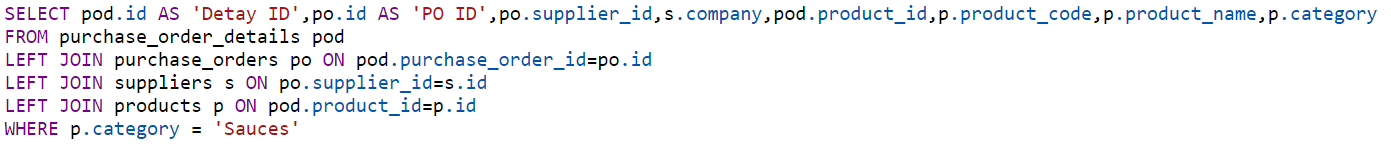 SELECT pod.id AS 'Detay ID',po.id AS 'PO ID',po.supplier_id,s.company,pod.product_id,p.product_code,p.product_name,p.category
FROM purchase_order_details pod
LEFT JOIN purchase_orders po ON pod.purchase_order_id=po.id
LEFT JOIN suppliers s ON po.supplier_id=s.id
LEFT JOIN products p ON pod.product_id=p.id
WHERE p.category = 'Sauces'